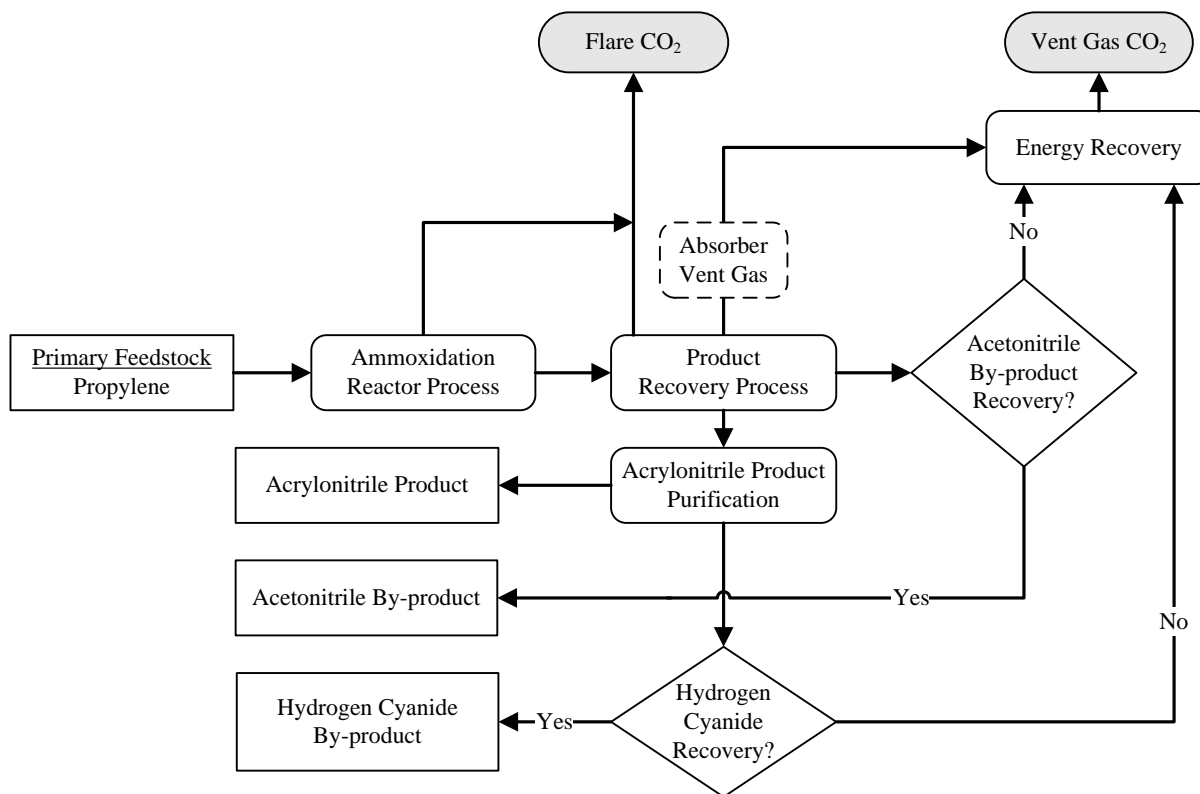 Flare CO₂
Vent Gas CO₂
Energy Recovery
Absorber
Vent Gas
No
Primary Feedstock
Propylene
Ammoxidation
Reactor Process
Product
Recovery Process
Acetonitrile
By-product
Recovery?
Acrylonitrile Product
Acrylonitrile Product
Purification
Acetonitrile By-product
Yes
No
Hydrogen Cyanide
By-product
Yes
Hydrogen
Cyanide
Recovery?